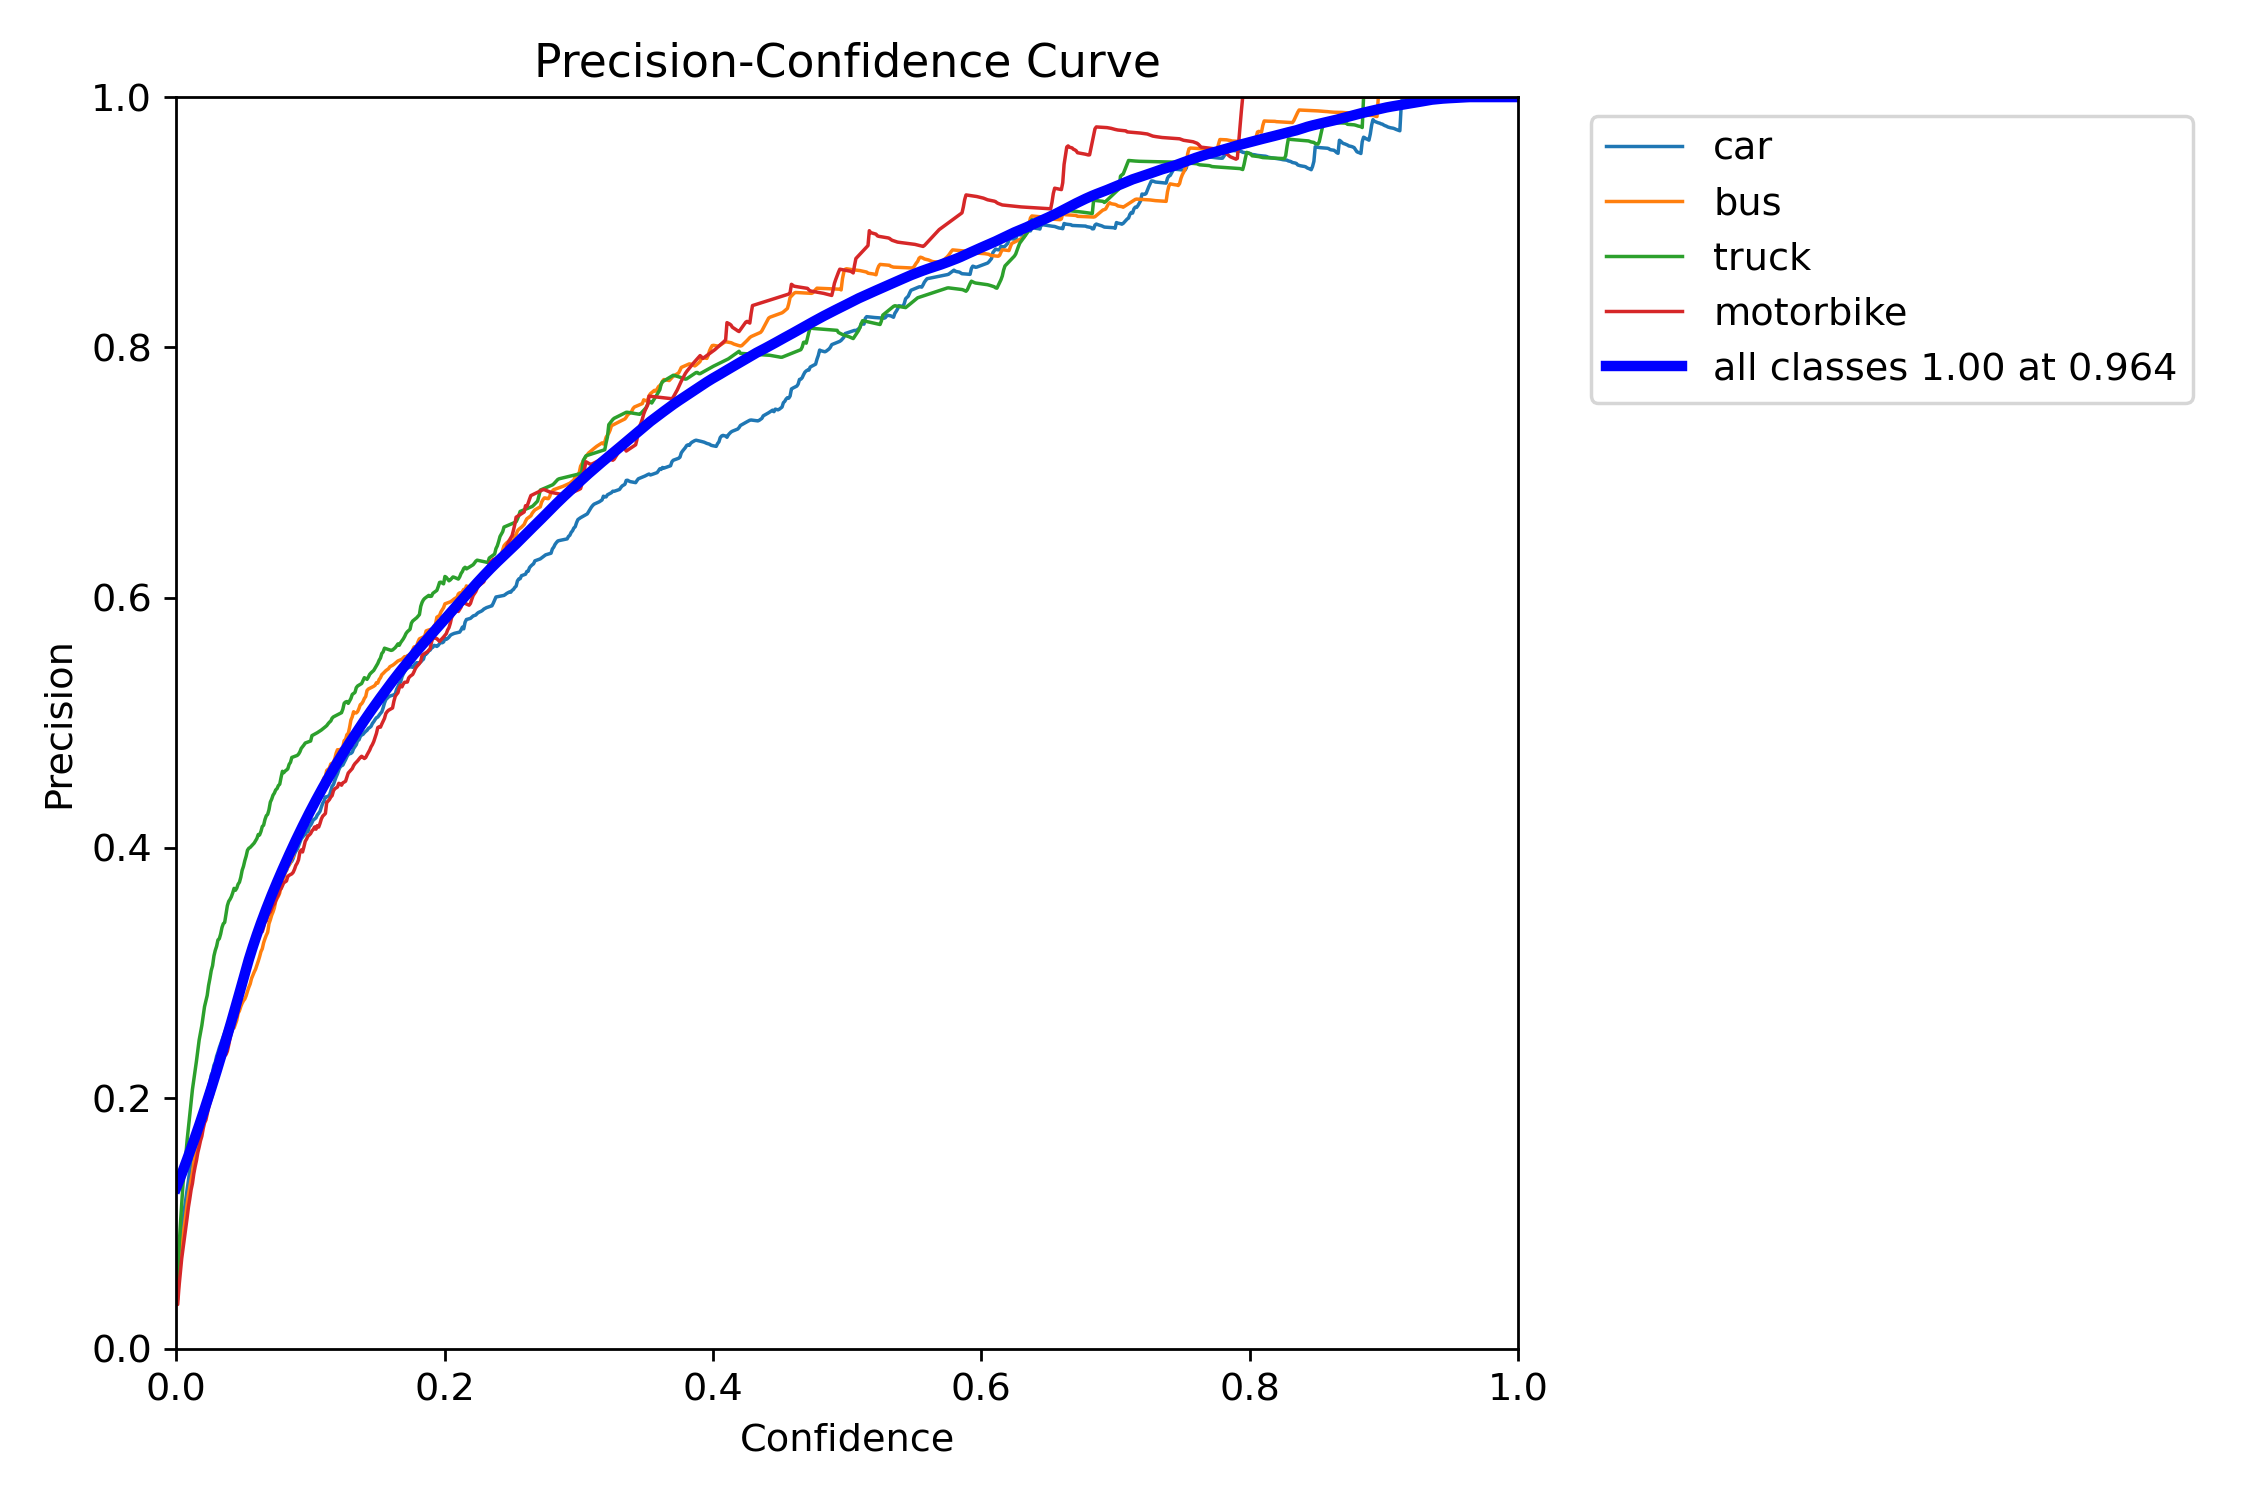 Precision-Confidence Curve
1.0
0.8
0.6
0.4
0.2
0.0
Precision
0.0 0.2 0.4 0.6 0.8 1.0
Confidence
car
bus
truck
motorbike
all classes 1.00 at 0.964